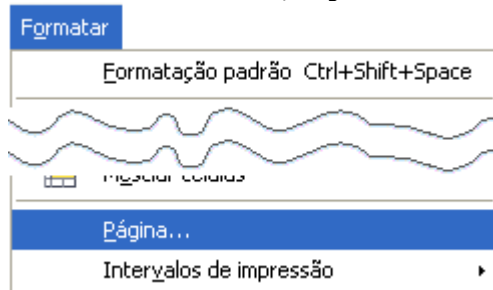 Formatar
Formatação padrão Ctrl+Shift+Space
Página...
Intervalos de impressão